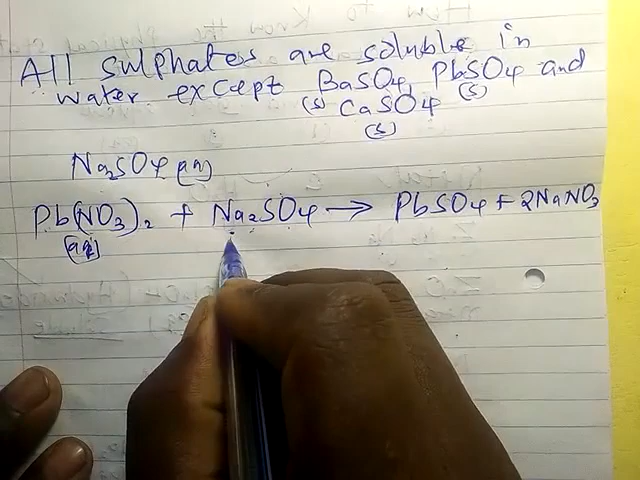 All sulphates are soluble in
water except BaSO4, PbSO4 and
(s) CaSO4 (s)
(s)
Na2SO4 (aq)
Pb(NO3)2 + Na2SO4 → PbSO4 + 2NaNO3
(aq)